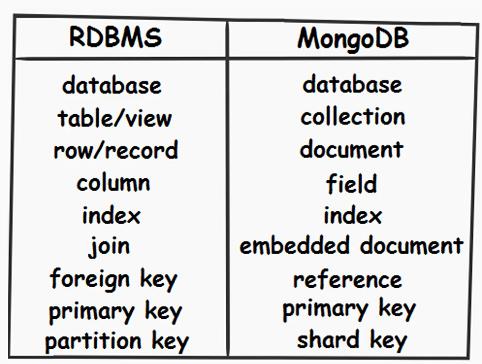 RDBMS MongoDB
database database
table/view collection
row/record document
column field
index index
join embedded document
foreign key reference
primary key primary key
partition key shard key